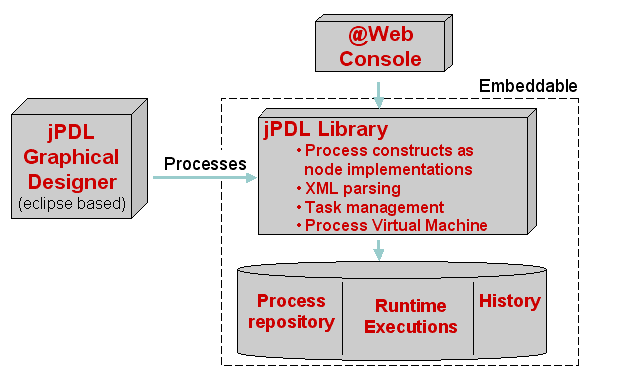 @Web
Console
Embeddable
jPDL
Graphical
Designer
(eclipse based)
Processes
jPDL Library
• Process constructs as
node implementations
• XML parsing
• Task management
• Process Virtual Machine
Process
repository
Runtime
Executions
History